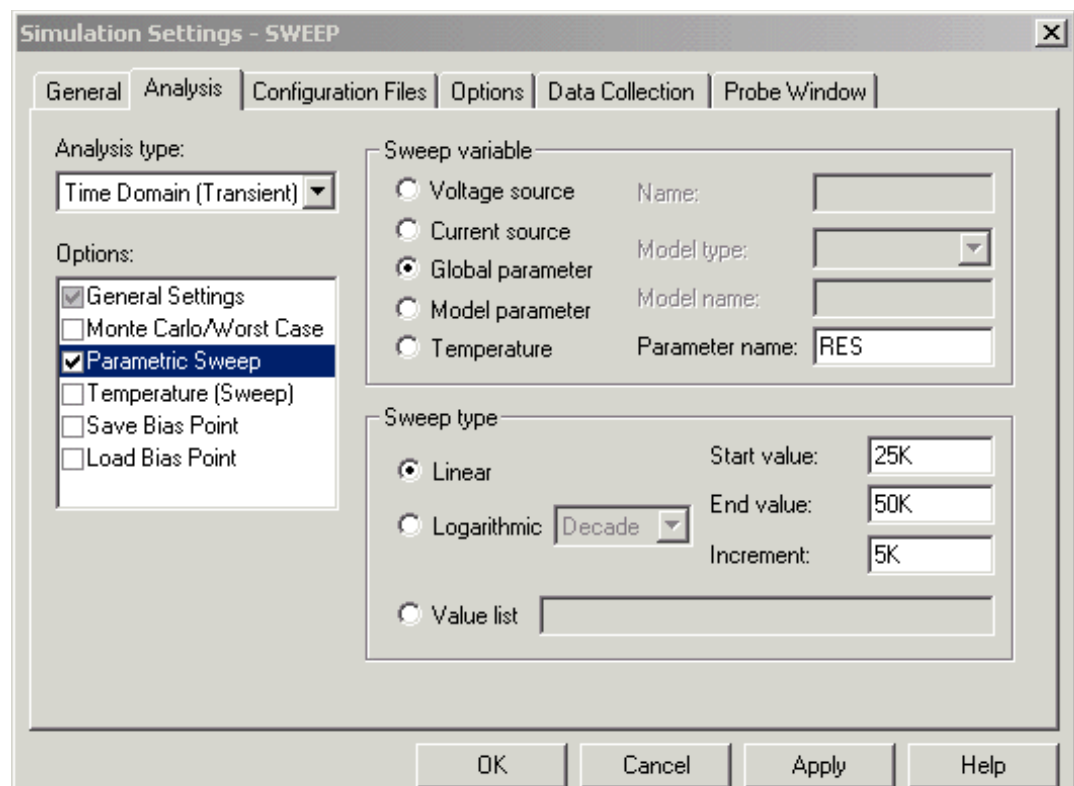 Simulation Settings - SWEEP
General Analysis Configuration Files Options Data Collection Probe Window
Analysis type:
Time Domain (Transient)
Options:
General Settings
Monte Carlo/Worst Case
Parametric Sweep
Temperature (Sweep)
Save Bias Point
Load Bias Point
Sweep variable
Voltage source
Current source
Global parameter
Model parameter
Temperature
Name:
Model type:
Model name:
Parameter name: RES
Sweep type
Linear
Logarithmic Decade
Start value: 25K
End value: 50K
Increment: 5K
Value list
OK Cancel Apply Help